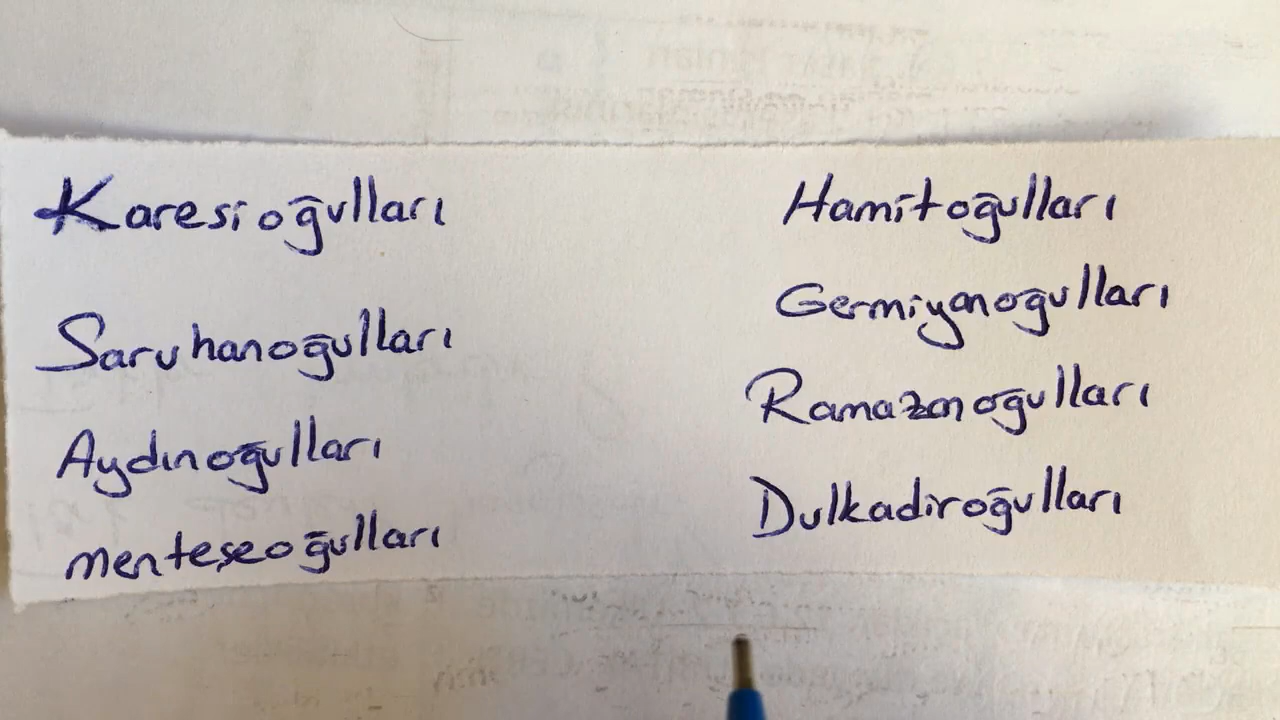 Karesioğulları
Saruhanoğulları
Aydınoğulları
menteşeoğulları
Hamitoğulları
Germiyanoğulları
Ramazanoğulları
Dulkadiroğulları